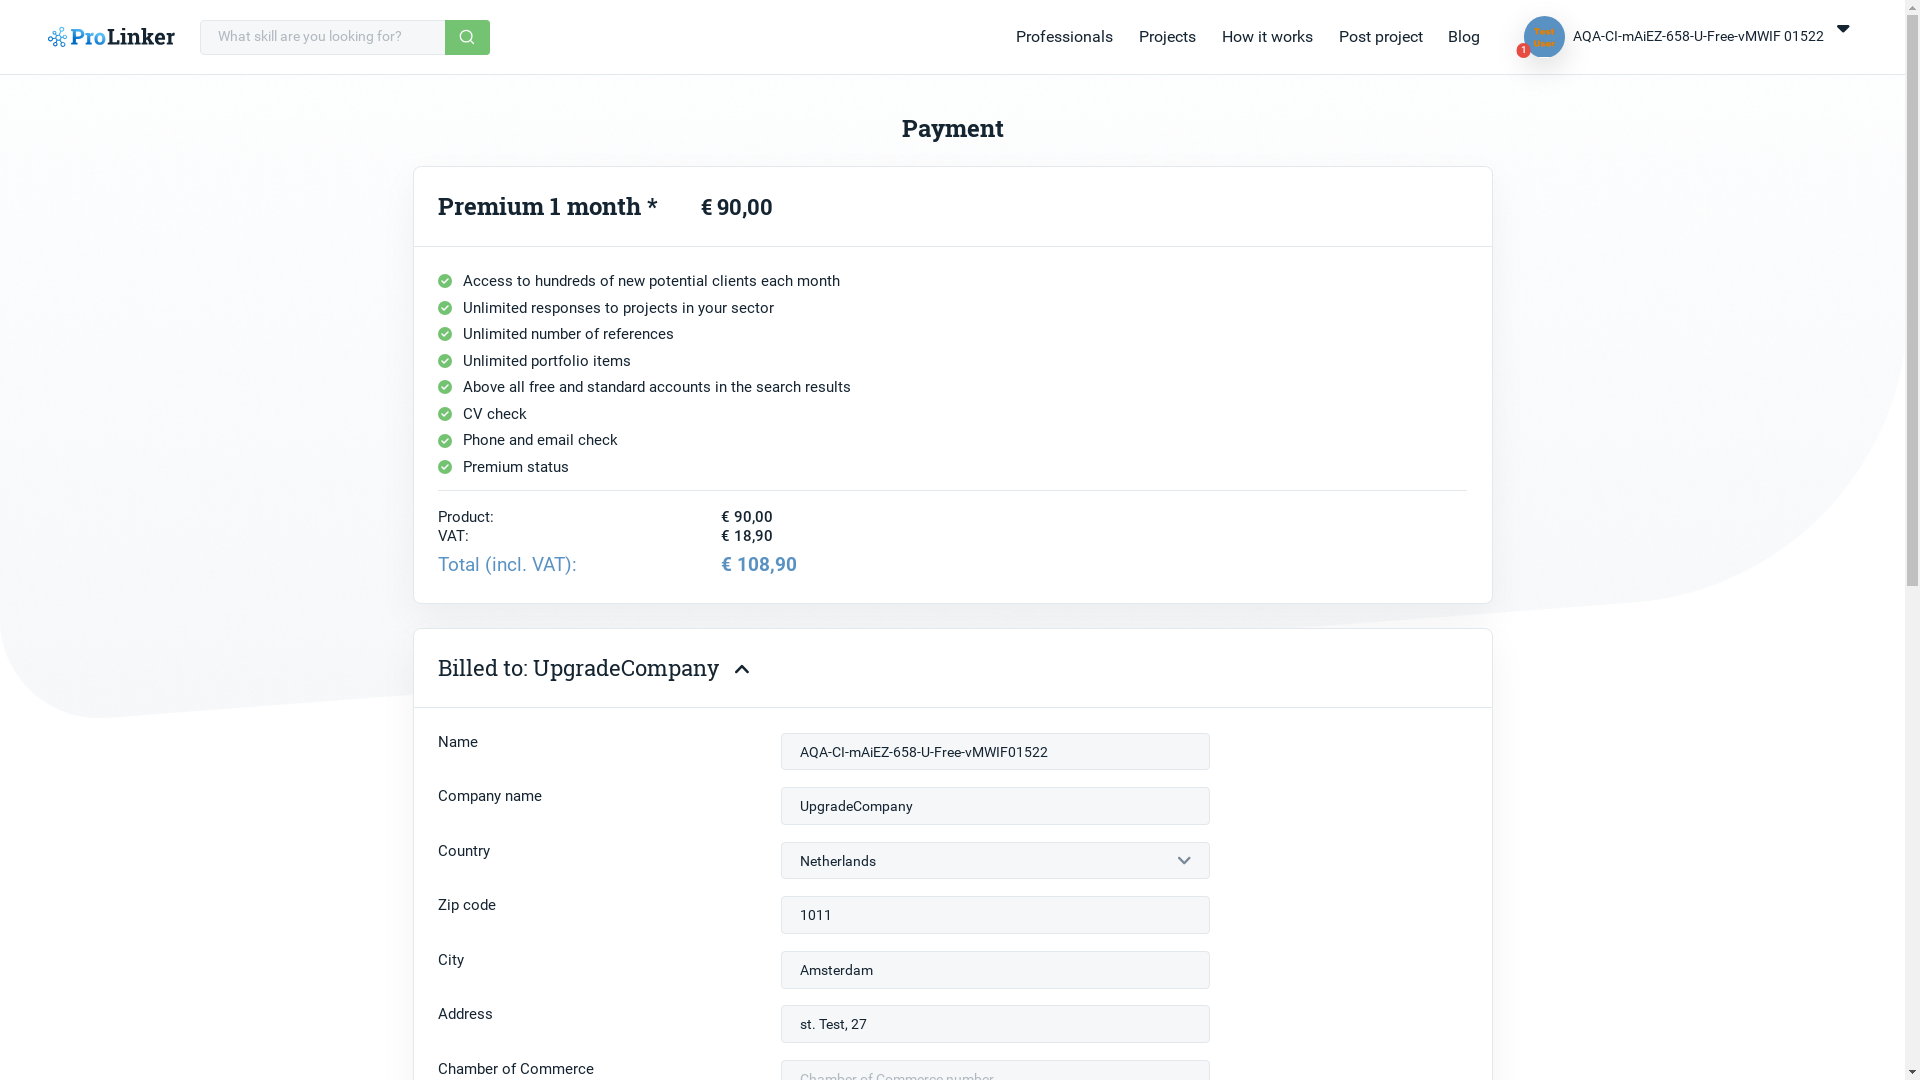 ProLinker
What skill are you looking for?
Professionals
Projects
How it works
Post project
Blog
Test
User
1
AQA-CI-mAiEZ-658-U-Free-vMWIF 01522
Payment
Premium 1 month * € 90,00
Access to hundreds of new potential clients each month
Unlimited responses to projects in your sector
Unlimited number of references
Unlimited portfolio items
Above all free and standard accounts in the search results
CV check
Phone and email check
Premium status
Product: € 90,00
VAT: € 18,90
Total (incl. VAT): € 108,90
Billed to: UpgradeCompany
Name AQA-CI-mAiEZ-658-U-Free-vMWIF01522
Company name UpgradeCompany
Country Netherlands
Zip code 1011
City Amsterdam
Address st. Test, 27
Chamber of Commerce Chamber of Commerce number